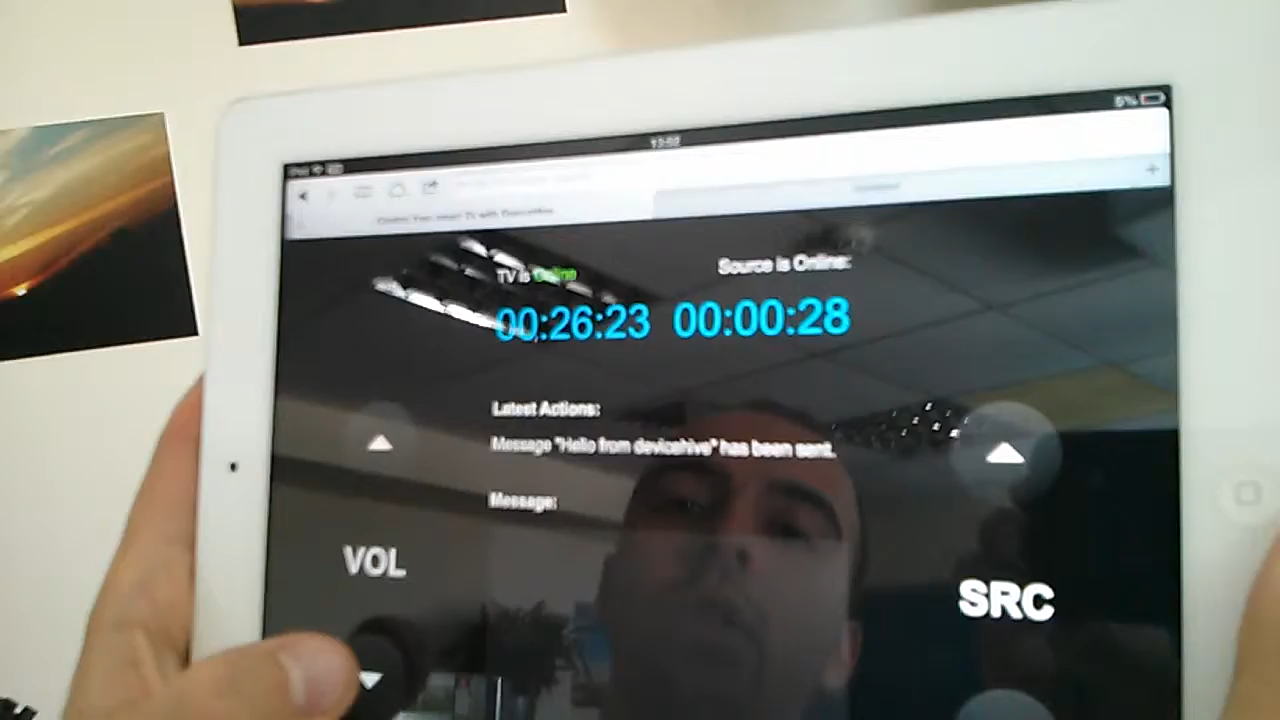 5%
TV is Online
Source is Online:
00:26:23
00:00:28
Latest Actions:
Message "Hello from devicehive" has been sent.
Message:
VOL
SRC